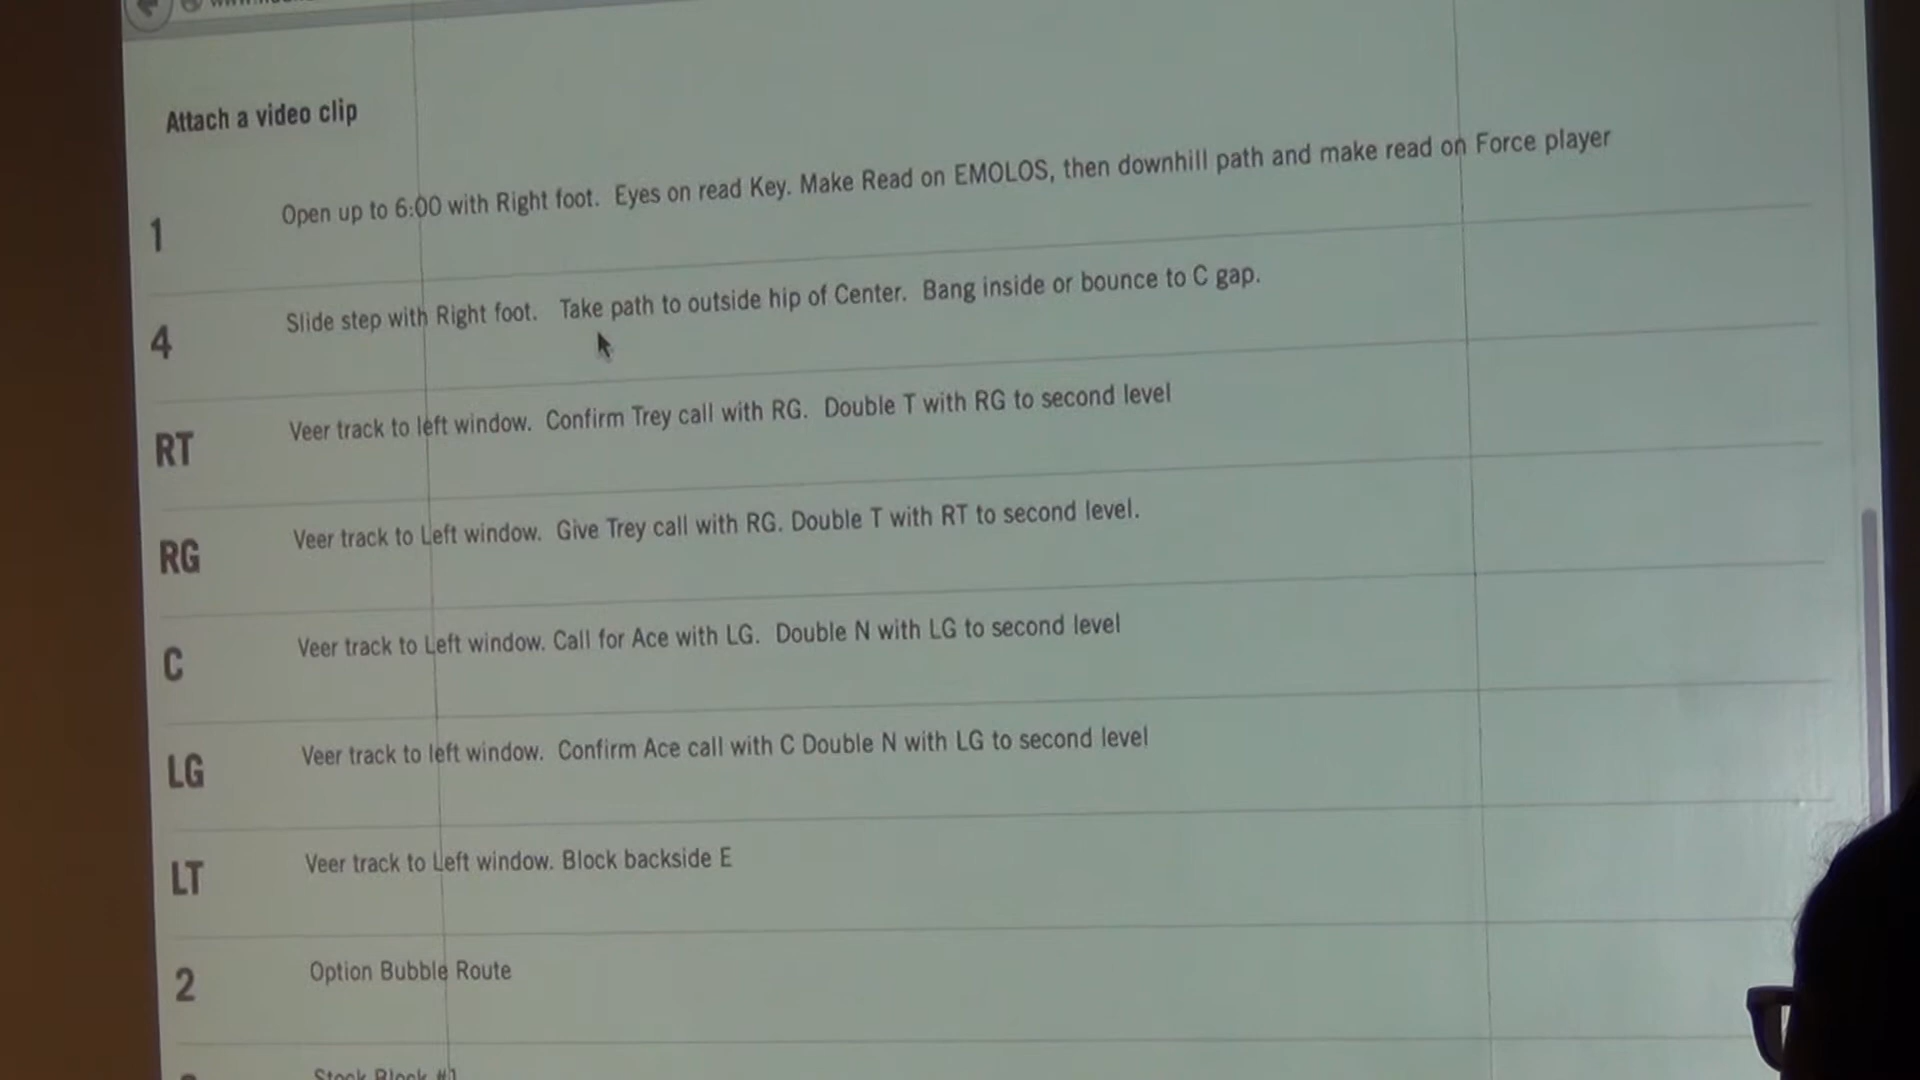 Attach a video clip
1 Open up to 6:00 with Right foot. Eyes on read Key. Make Read on EMOLOS, then downhill path and make read on Force player
4 Slide step with Right foot. Take path to outside hip of Center. Bang inside or bounce to C gap.
RT Veer track to left window. Confirm Trey call with RG. Double T with RG to second level
RG Veer track to Left window. Give Trey call with RG. Double T with RT to second level.
C Veer track to Left window. Call for Ace with LG. Double N with LG to second level
LG Veer track to left window. Confirm Ace call with C Double N with LG to second level
LT Veer track to Left window. Block backside E
2 Option Bubble Route
Block #1